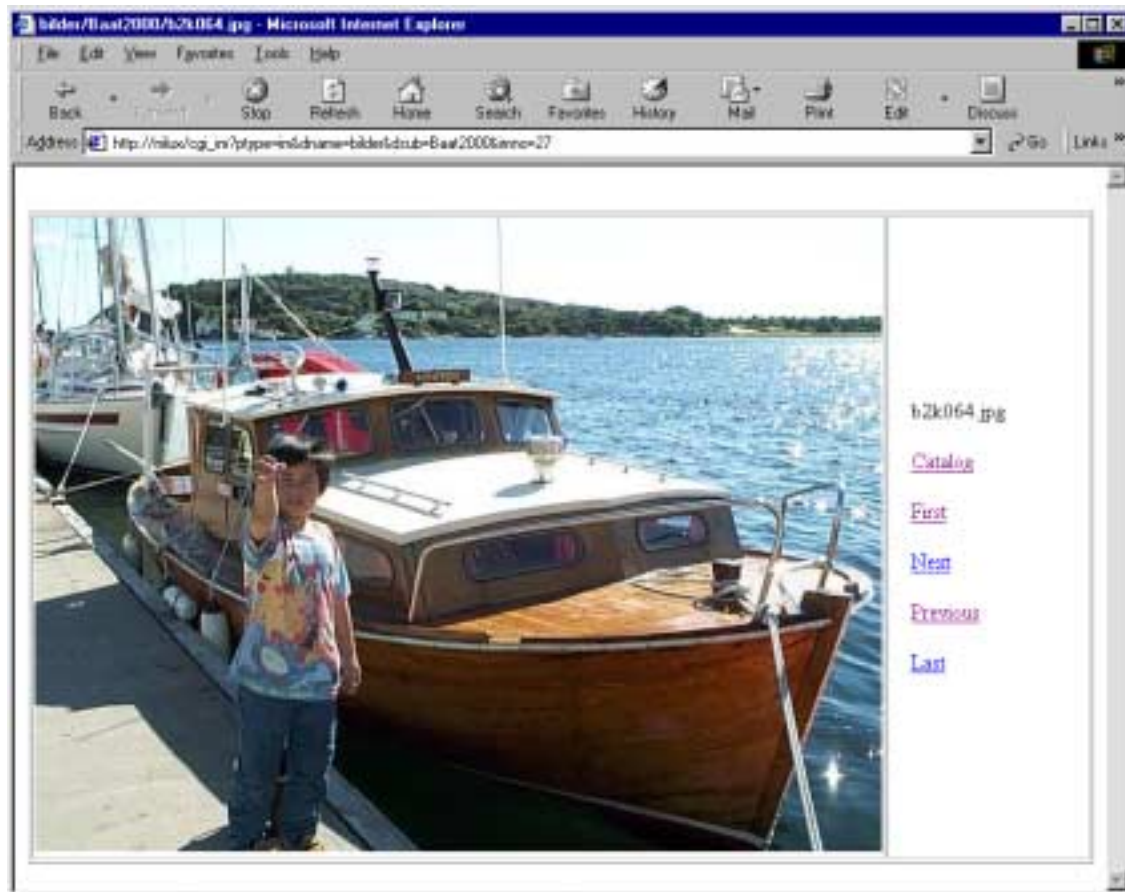 bilder/Baat2000/b2k064.jpg - Microsoft Internet Explorer
File Edit View Favorites Tools Help
Back Forward Stop Refresh Home Search Favorites History Mail Print Edit Discuss
Address http://nilux/cgi_im?ptype=im&dname=bilder&dsub=Baat2000&imno=27 Go Links
b2k064.jpg
Catalog
First
Next
Previous
Last